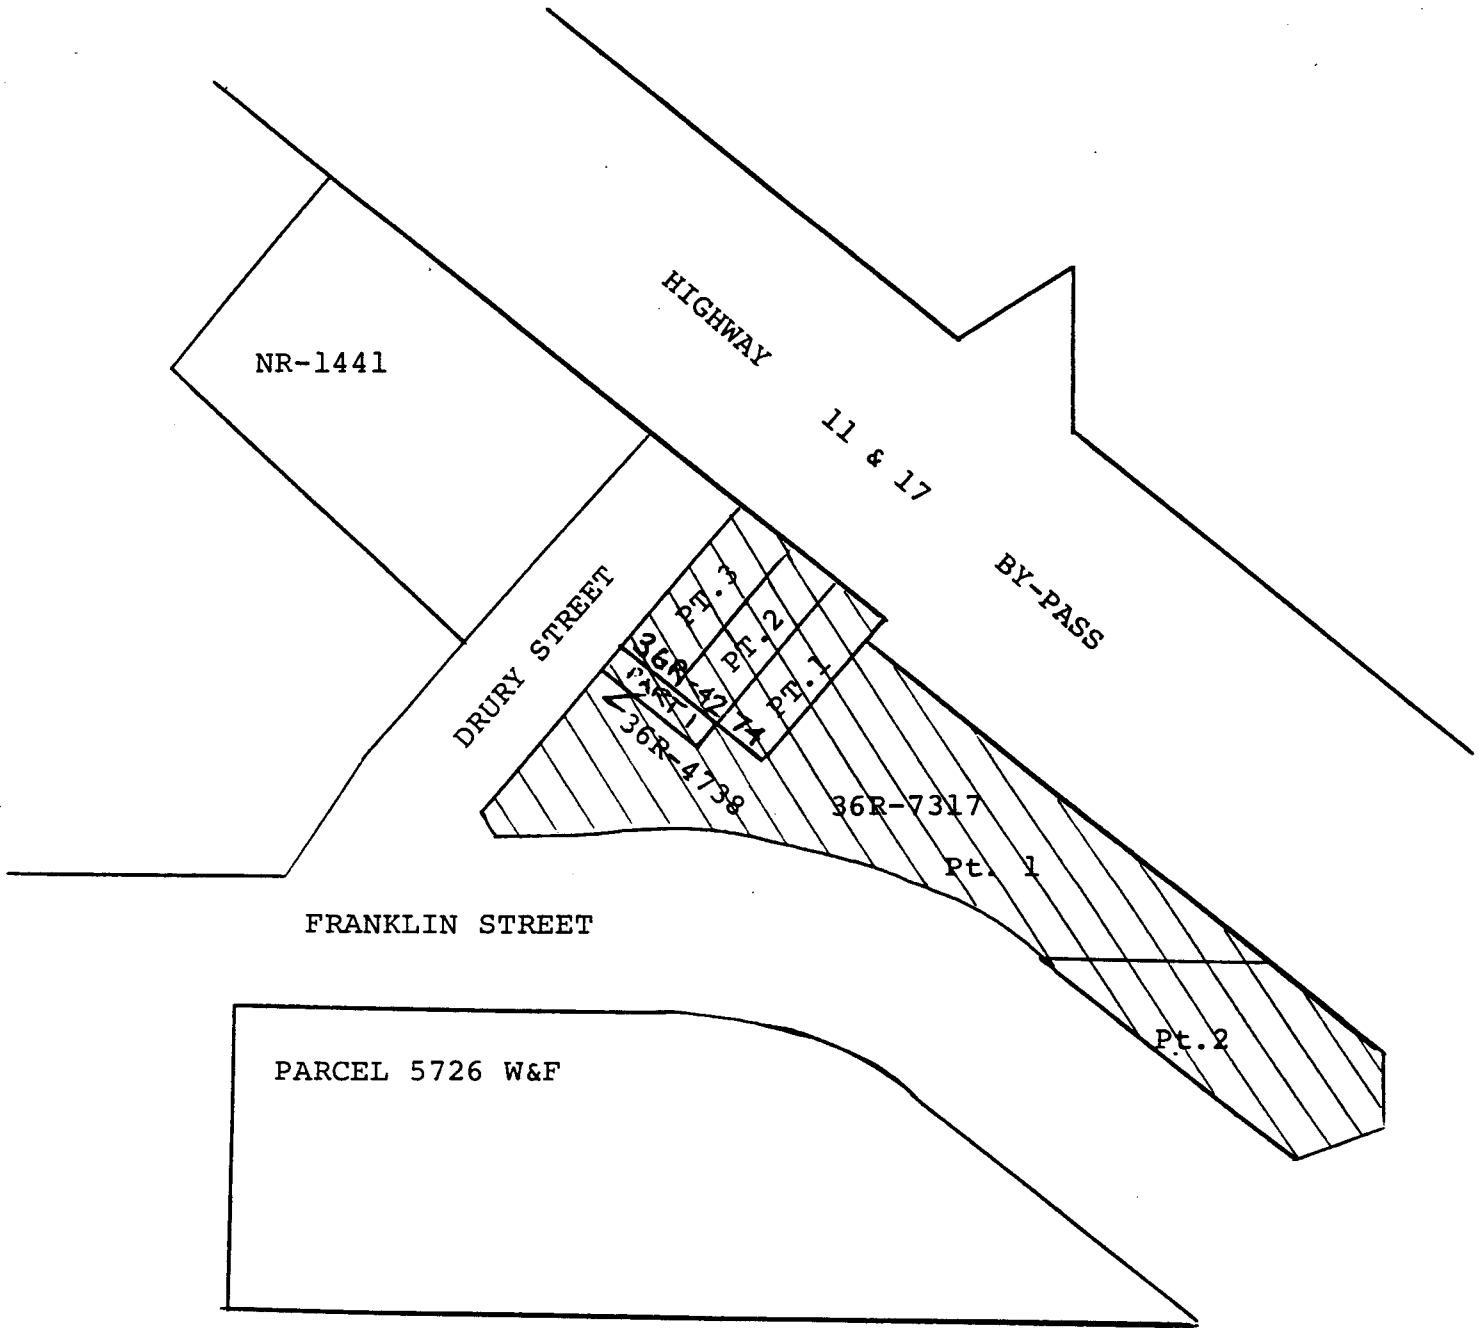 HIGHWAY 11 & 17 BY-PASS
NR-1441
DRURY STREET
PT.3
PT.2
PT.1
36R-4274
PART 1
36R-4738
36R-7317
Pt. 1
FRANKLIN STREET
Pt.2
PARCEL 5726 W&F